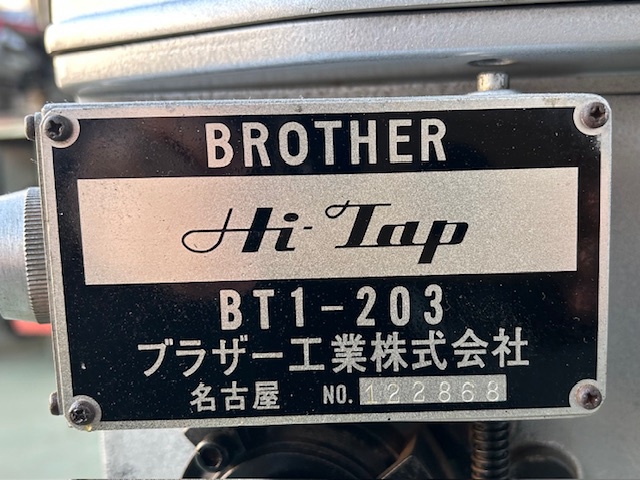 BROTHER
Hi-Tap
BT1-203
ブラザー工業株式会社
名古屋 NO. 122868